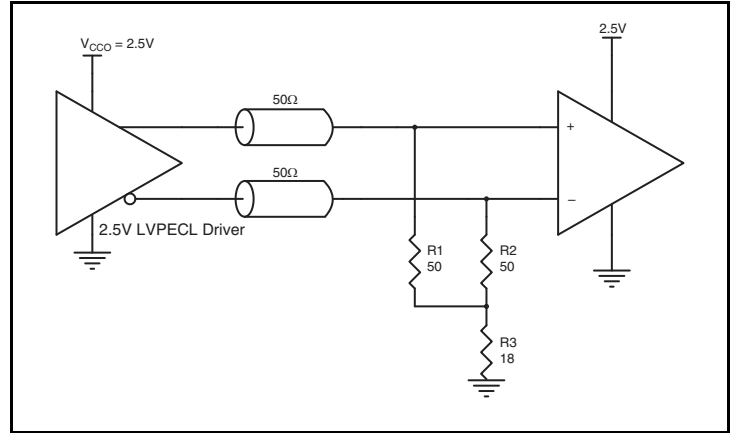 V_CCO = 2.5V
2.5V
50Ω
50Ω
+
–
2.5V LVPECL Driver
R1
50
R2
50
R3
18